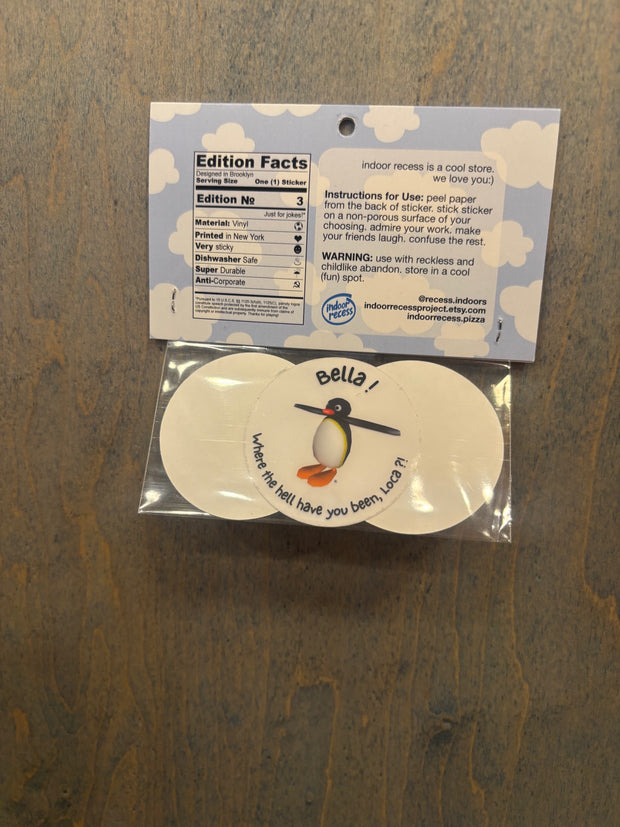 Edition Facts
Designed in Brooklyn
Serving Size One (1) Sticker
Edition № 3
Just for jokes!*
Material: Vinyl
Printed in New York
Very sticky
Dishwasher Safe
Super Durable
Anti-Corporate
indoor recess is a cool store.
we love you:)
Instructions for Use: peel paper
from the back of sticker. stick sticker
on a non-porous surface of your
choosing. admire your work. make
your friends laugh. confuse the rest.
WARNING: use with reckless and
childlike abandon. store in a cool
(fun) spot.
indoor
recess
@recess.indoors
indoorrecessproject.etsy.com
indoorrecess.pizza
Bella!
Where the hell have you been, Loca?!